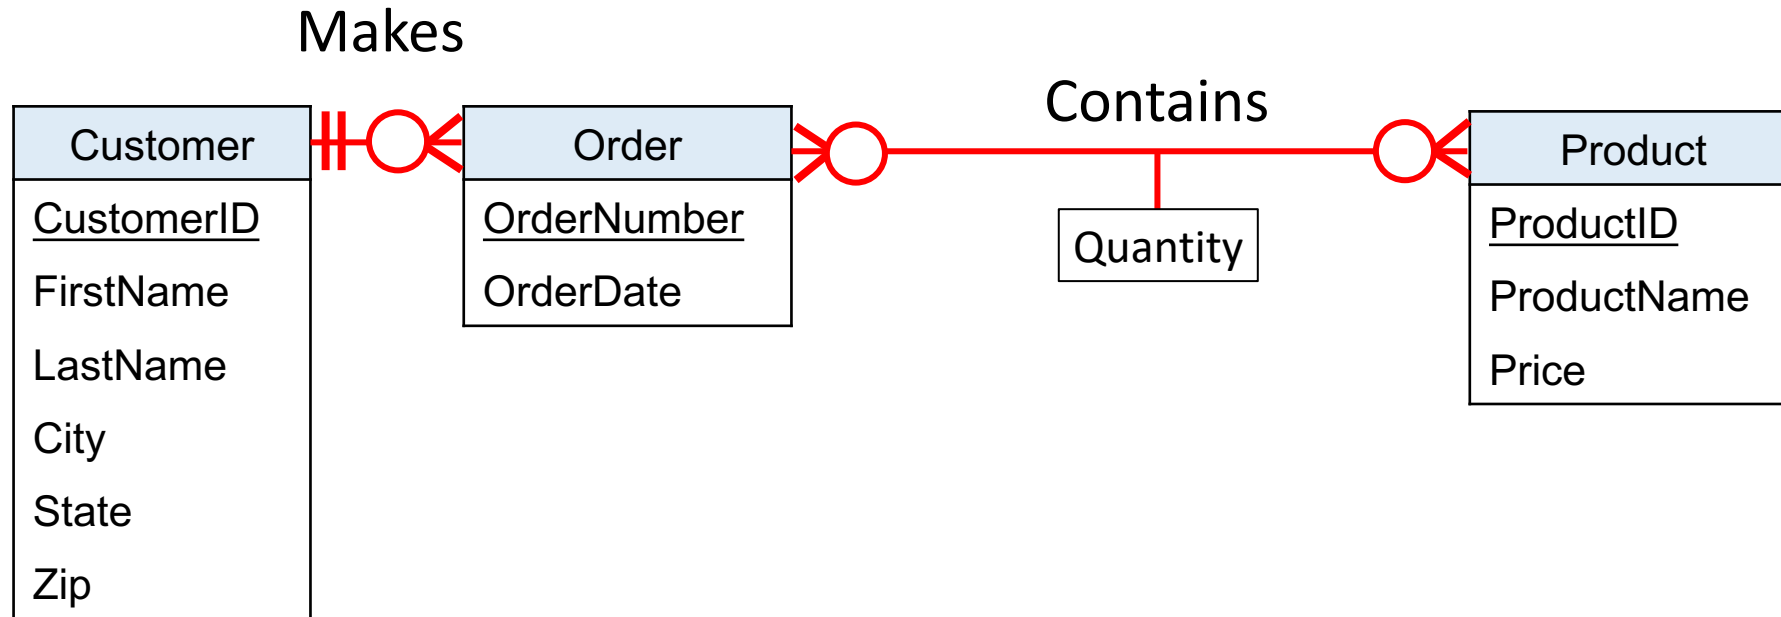 Makes
Contains
Customer
CustomerID
FirstName
LastName
City
State
Zip
Order
OrderNumber
OrderDate
Quantity
Product
ProductID
ProductName
Price